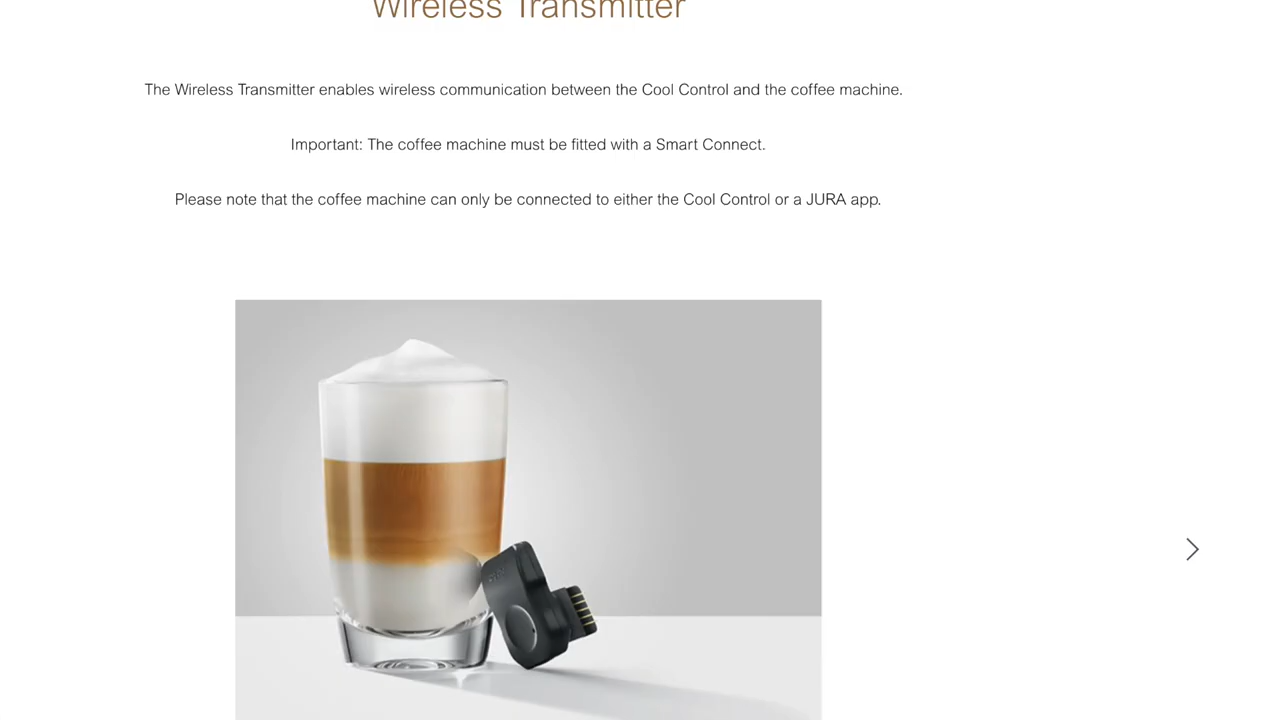 Wireless Transmitter
The Wireless Transmitter enables wireless communication between the Cool Control and the coffee machine.
Important: The coffee machine must be fitted with a Smart Connect.
Please note that the coffee machine can only be connected to either the Cool Control or a JURA app.